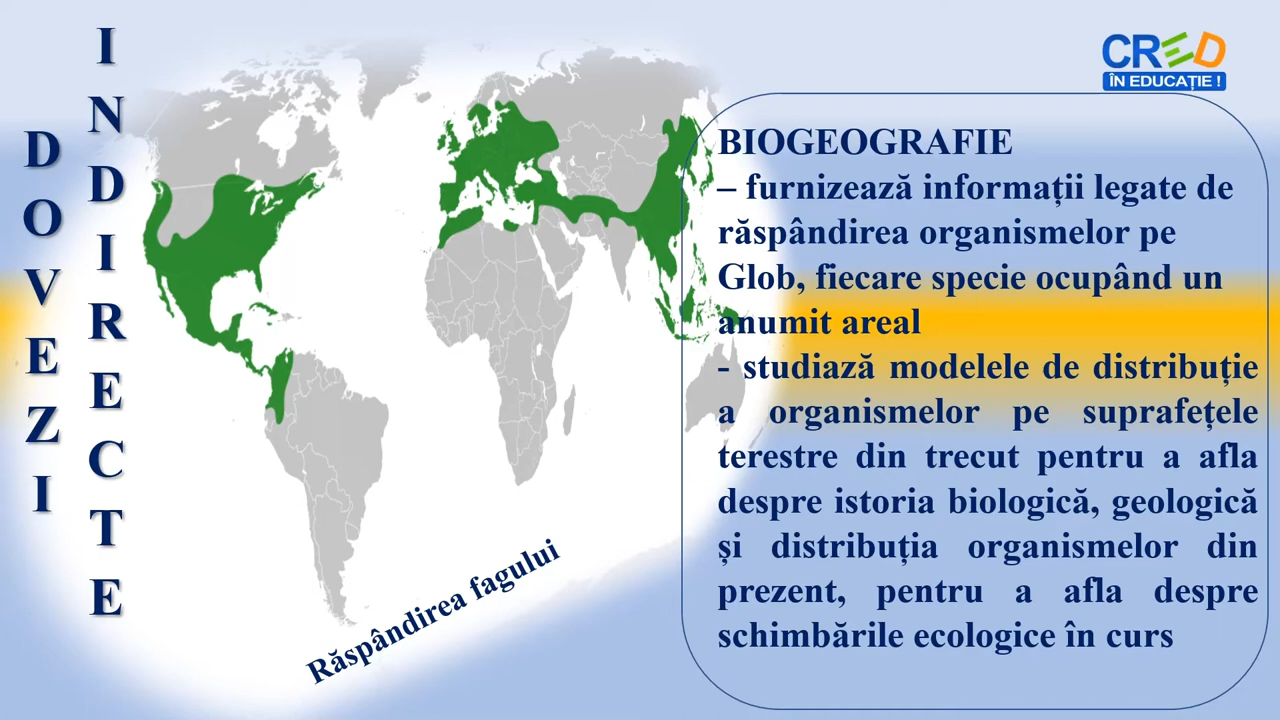 DOVEZI
INDIRECTE
CRED
ÎN EDUCAȚIE !
BIOGEOGRAFIE
– furnizează informații legate de
răspândirea organismelor pe
Glob, fiecare specie ocupând un
anumit areal
- studiază modelele de distribuție
a organismelor pe suprafețele
terestre din trecut pentru a afla
despre istoria biologică, geologică
și distribuția organismelor din
prezent, pentru a afla despre
schimbările ecologice în curs
Răspândirea fagului